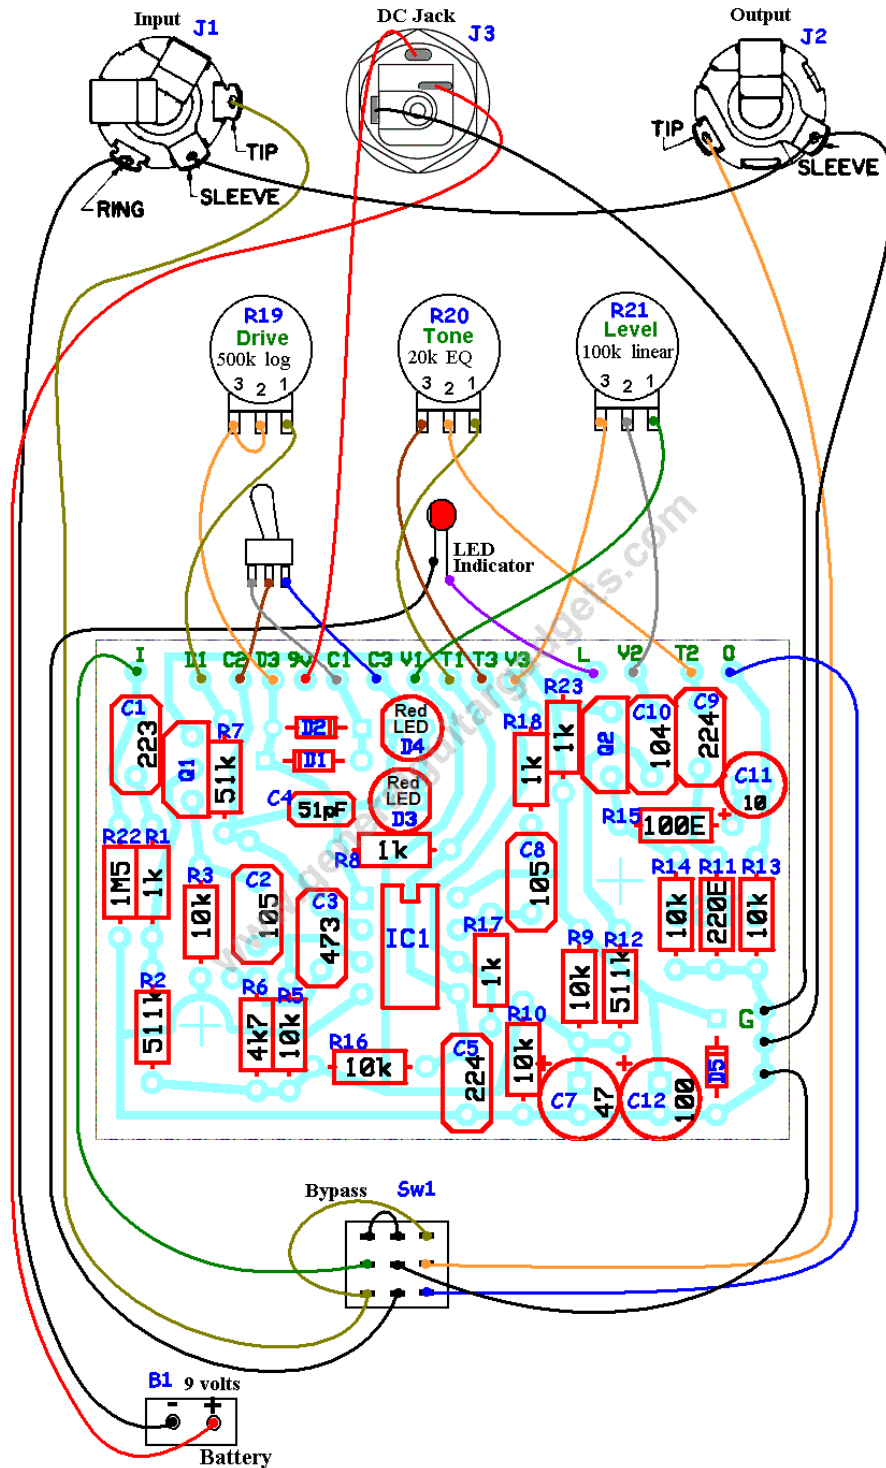 Input
DC Jack
Output
J1
J3
J2
TIP
RING
SLEEVE
TIP
SLEEVE
R19
Drive
500k log
3 2 1
R20
Tone
20k EQ
3 2 1
R21
Level
100k linear
3 2 1
LED
Indicator
www.generalguitargadgets.com
I D1 C2 D3 9v C1 C3 V1 T1 T3 V3 L V2 T2 O
C1
223
Q1
R7
51k
D2
D1
Red
LED
D4
Red
LED
D3
C4
51pF
R8
1k
R18
1k
R23
1k
Q2
C10
104
C9
224
C11
10
R15
100E
+
R22
1M5
R1
1k
R3
10k
C2
105
C3
473
IC1
C8
105
R14
10k
R11
220E
R13
10k
R17
1k
R9
10k
R12
511k
R2
511k
R6
4k7
R5
10k
R16
10k
C5
224
R10
10k
+
C7
47
+
C12
100
D5
G
Bypass
Sw1
B1
9 volts
- +
Battery